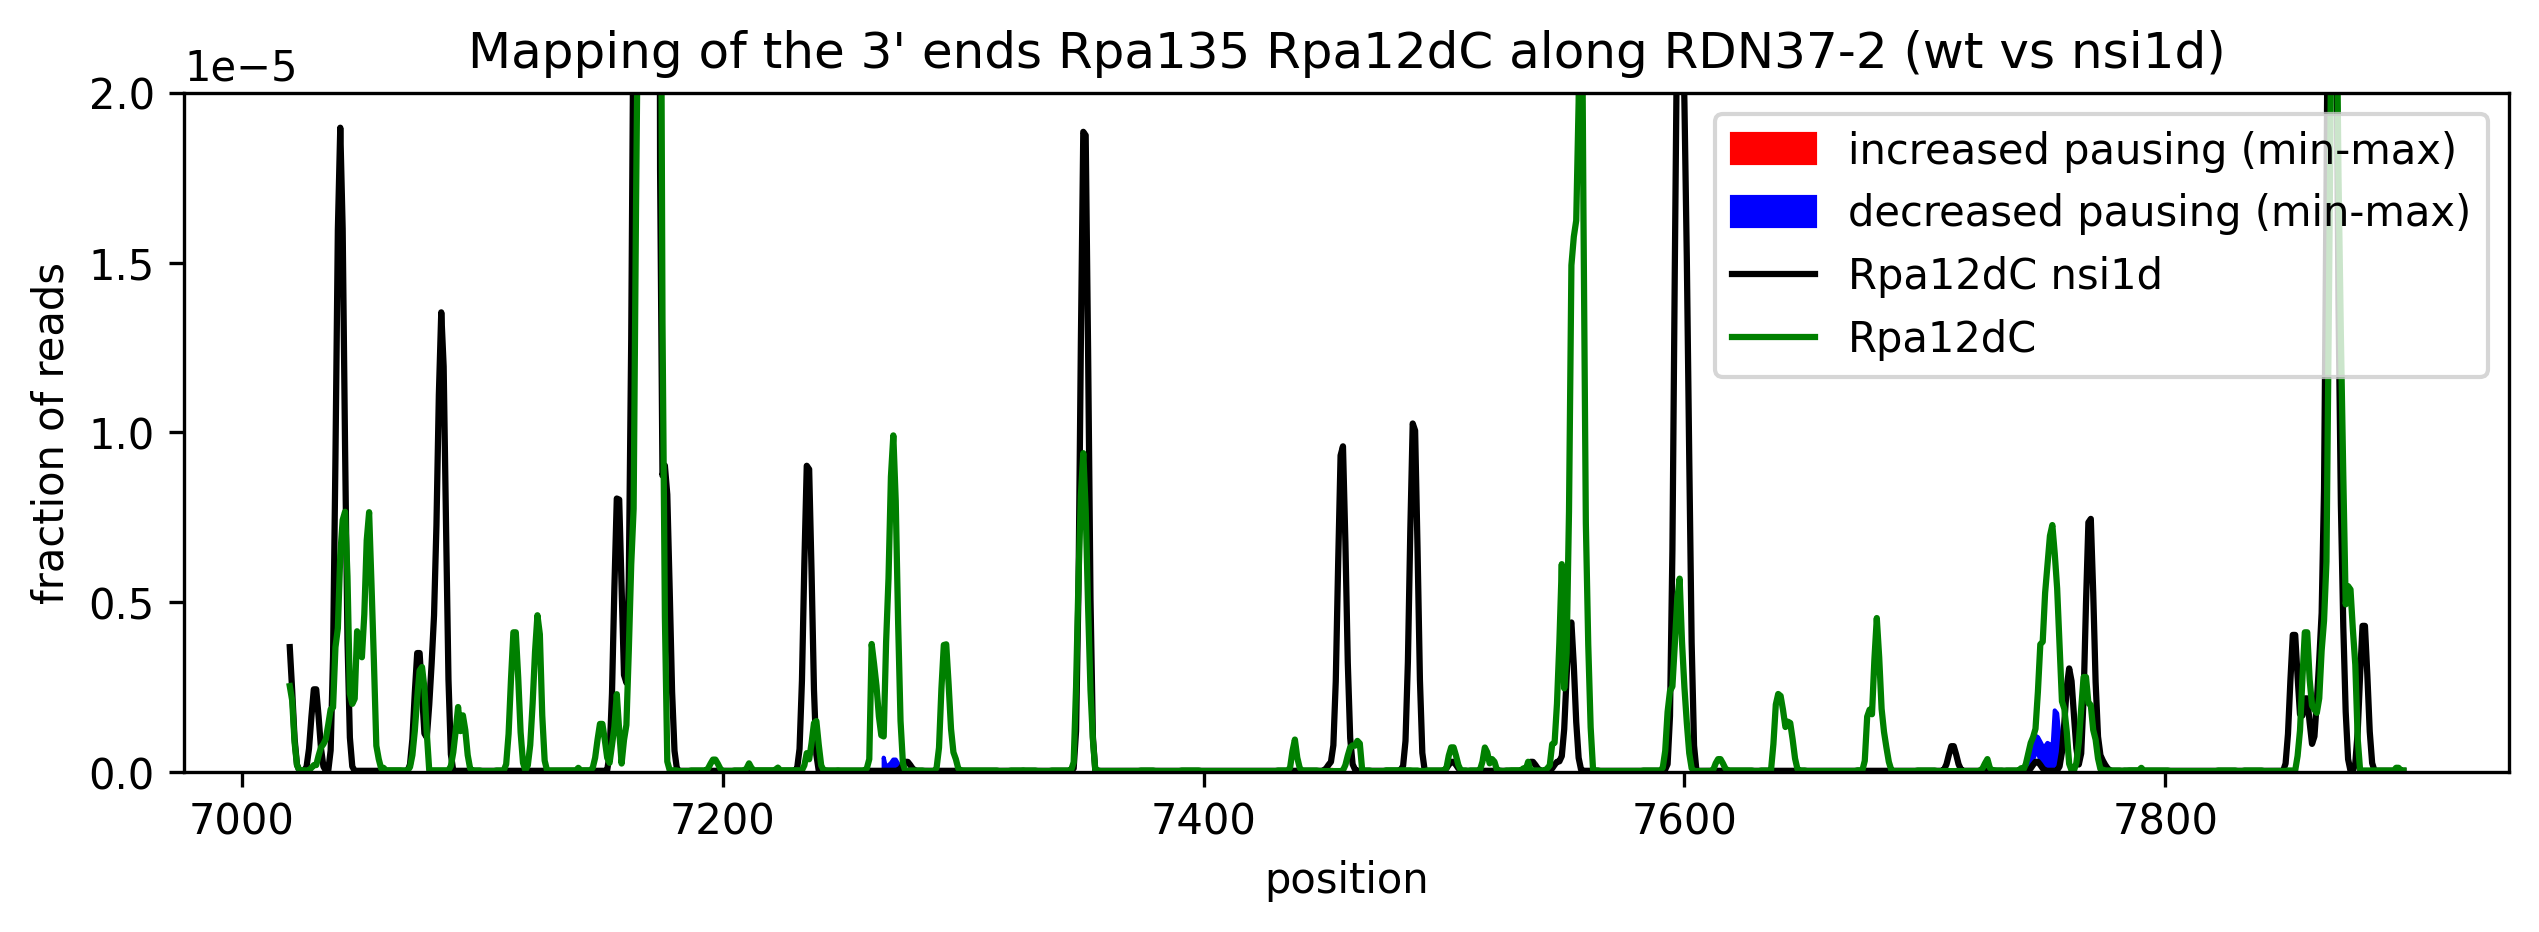 Mapping of the 3' ends Rpa135 Rpa12dC along RDN37-2 (wt vs nsi1d)
1e−5
2.0
1.5
1.0
0.5
0.0
fraction of reads
increased pausing (min-max)
decreased pausing (min-max)
Rpa12dC nsi1d
Rpa12dC
7000 7200 7400 7600 7800
position